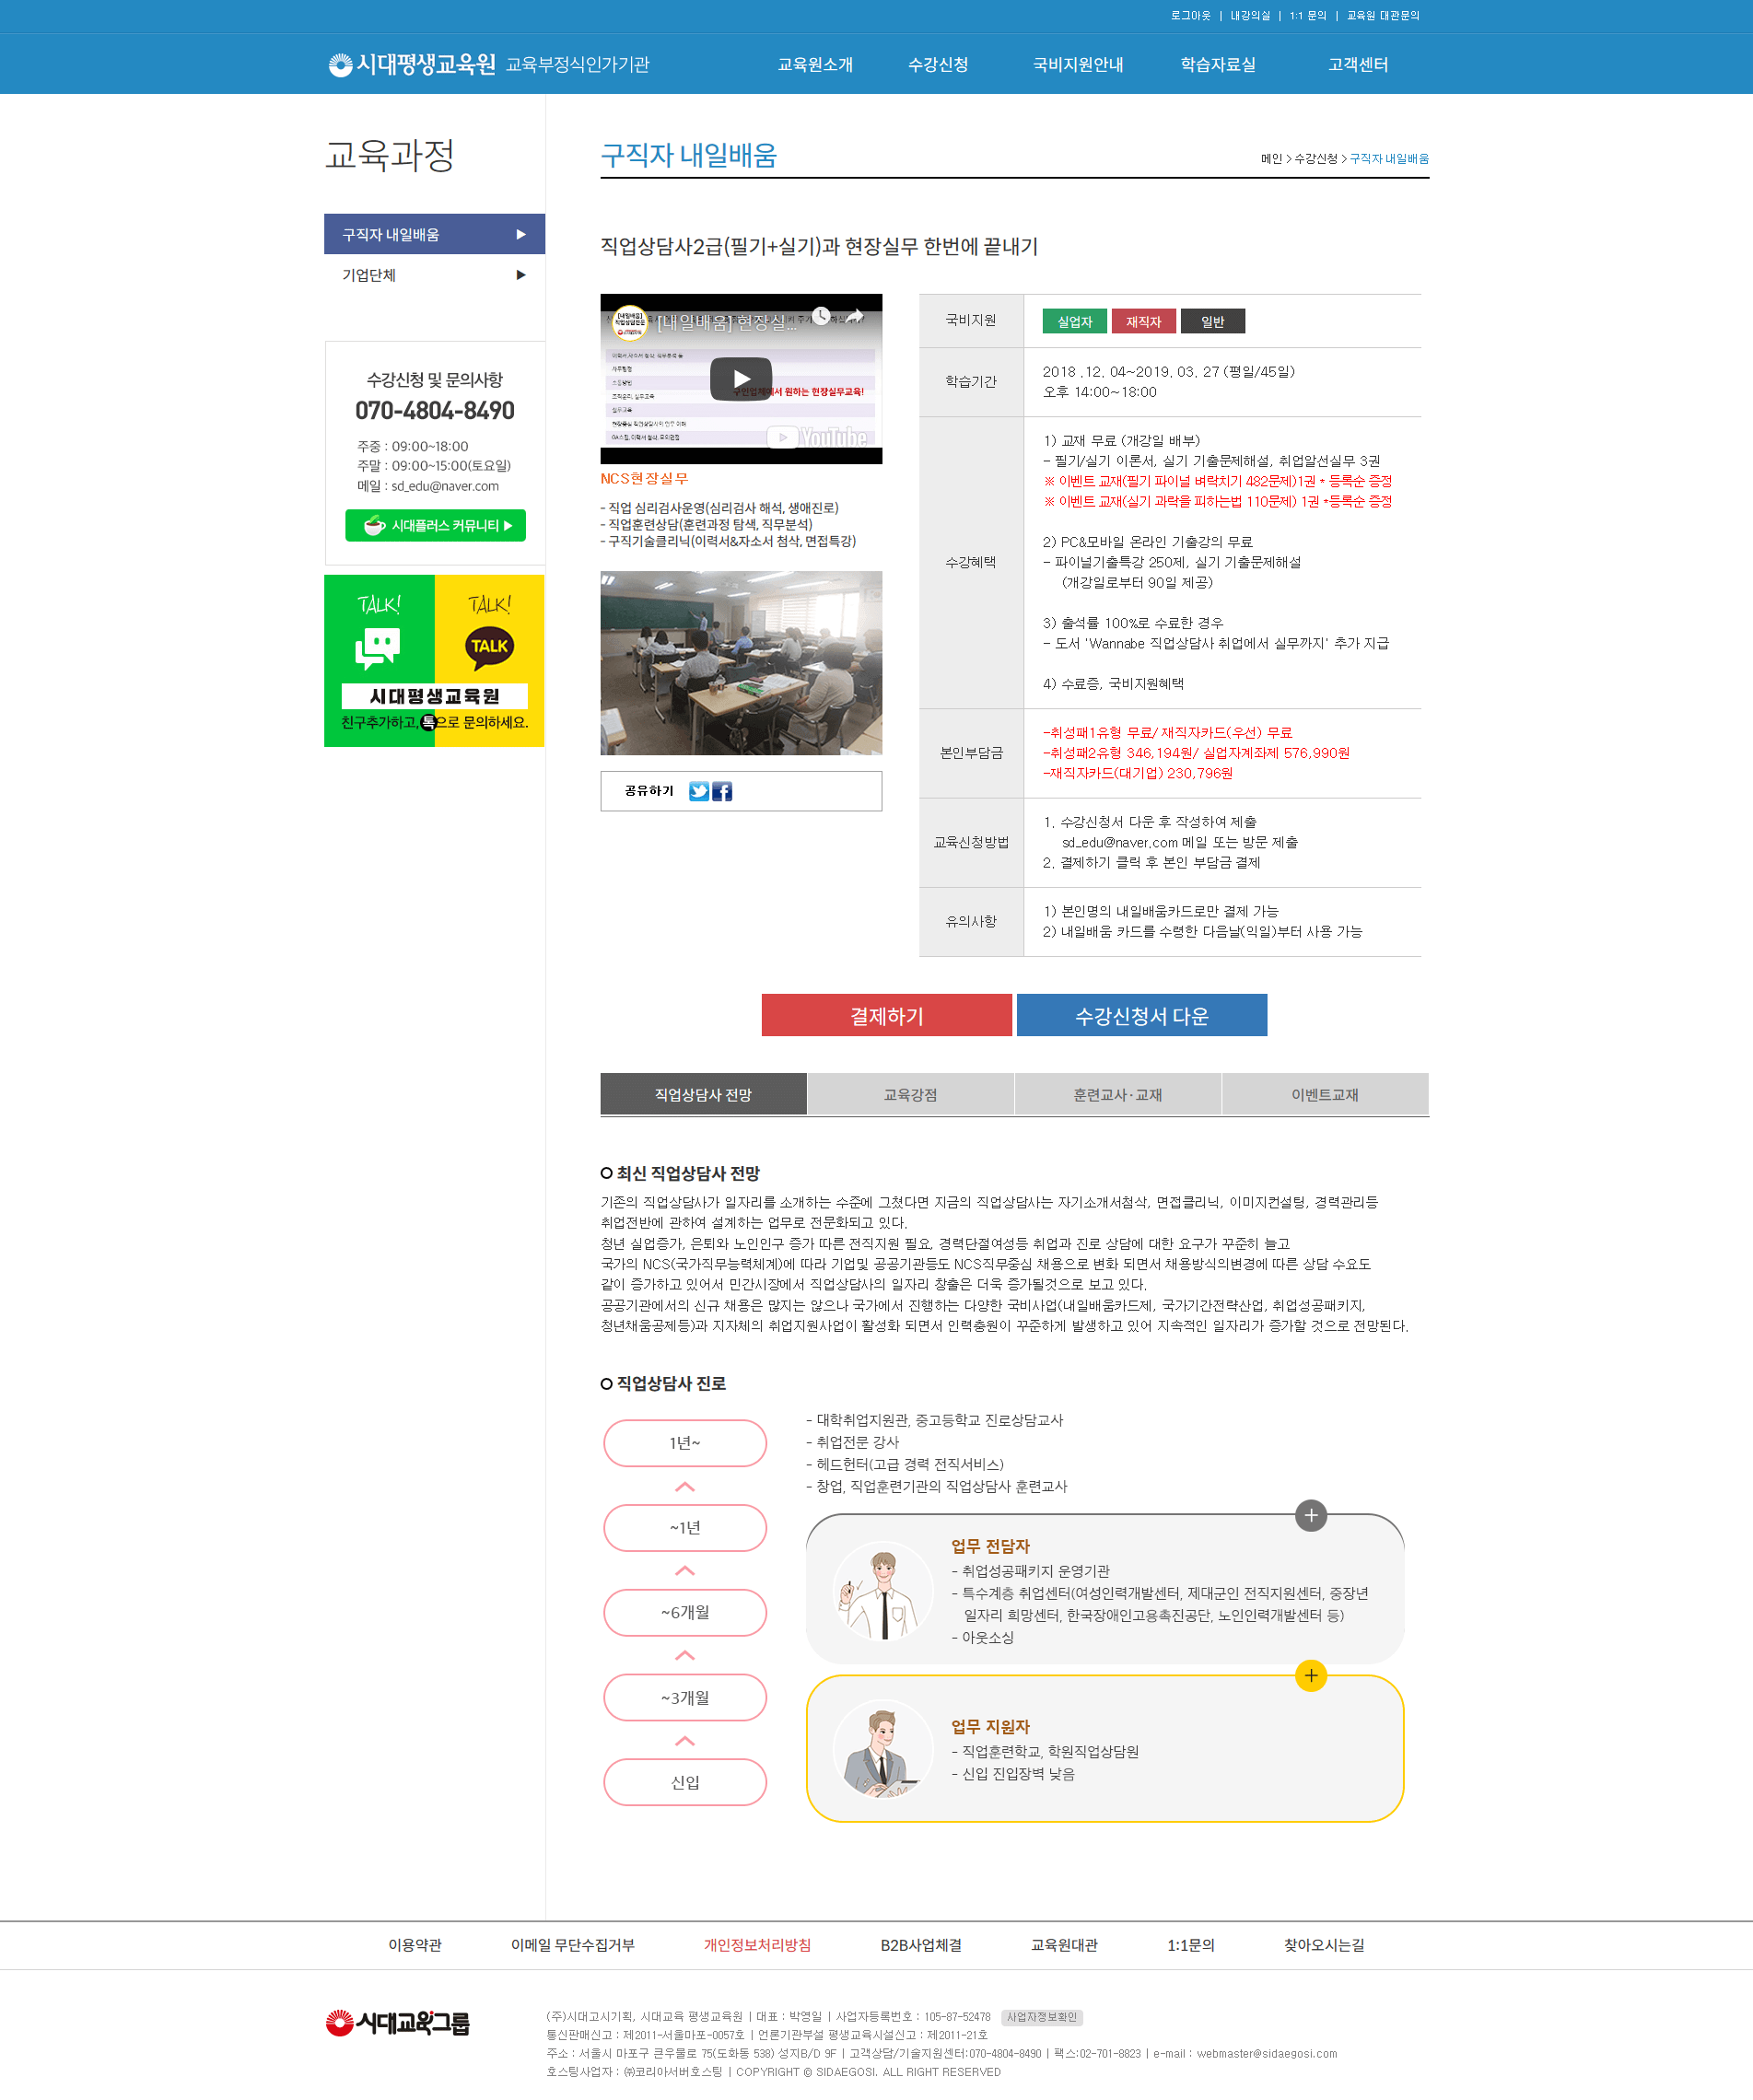 로그아웃 | 내강의실 | 1:1 문의 | 교육원 대관문의
시대평생교육원 교육부정식인가기관
교육원소개 수강신청 국비지원안내 학습자료실 고객센터
교육과정
구직자 내일배움 ▶
기업단체 ▶
수강신청 및 문의사항
070-4804-8490
주중 : 09:00~18:00
주말 : 09:00~15:00(토요일)
메일 : sd_edu@naver.com
시대플러스 커뮤니티 ▶
TALK! TALK!
TALK
시대평생교육원
친구추가하고, 톡으로 문의하세요.
구직자 내일배움
메인 > 수강신청 > 구직자 내일배움
직업상담사2급(필기+실기)과 현장실무 한번에 끝내기
[내일배움]
직업상담전문
[내일배움] 현장실...
이력서,자소서 첨삭, 직무분석 등
구인업체에서 원하는 현장실무교육!
YouTube
NCS현장실무
- 직업 심리검사운영(심리검사 해석, 생애진로)
- 직업훈련상담(훈련과정 탐색, 직무분석)
- 구직기술클리닉(이력서&자소서 첨삭, 면접특강)
공유하기
국비지원
실업자 재직자 일반
학습기간
2018 .12. 04~2019. 03. 27 (평일/45일)
오후 14:00~18:00
수강혜택
1) 교재 무료 (개강일 배부)
- 필기/실기 이론서, 실기 기출문제해설, 취업알선실무 3권
※ 이벤트 교재(필기 파이널 벼락치기 482문제)1권 * 등록순 증정
※ 이벤트 교재(실기 과락을 피하는법 110문제) 1권 *등록순 증정
2) PC&모바일 온라인 기출강의 무료
- 파이널기출특강 250제, 실기 기출문제해설
(개강일로부터 90일 제공)
3) 출석률 100%로 수료한 경우
- 도서 'Wannabe 직업상담사 취업에서 실무까지' 추가 지급
4) 수료증, 국비지원혜택
본인부담금
-취성패1유형 무료/ 재직자카드(우선) 무료
-취성패2유형 346,194원/ 실업자계좌제 576,990원
-재직자카드(대기업) 230,796원
교육신청방법
1. 수강신청서 다운 후 작성하여 제출
sd_edu@naver.com 메일 또는 방문 제출
2. 결제하기 클릭 후 본인 부담금 결제
유의사항
1) 본인명의 내일배움카드로만 결제 가능
2) 내일배움 카드를 수령한 다음날(익일)부터 사용 가능
결제하기 수강신청서 다운
직업상담사 전망 교육강점 훈련교사·교재 이벤트교재
최신 직업상담사 전망
기존의 직업상담사가 일자리를 소개하는 수준에 그쳤다면 지금의 직업상담사는 자기소개서첨삭, 면접클리닉, 이미지컨설팅, 경력관리등
취업전반에 관하여 설계하는 업무로 전문화되고 있다.
청년 실업증가, 은퇴와 노인인구 증가 따른 전직지원 필요, 경력단절여성등 취업과 진로 상담에 대한 요구가 꾸준히 늘고
국가의 NCS(국가직무능력체계)에 따라 기업및 공공기관등도 NCS직무중심 채용으로 변화 되면서 채용방식의변경에 따른 상담 수요도
같이 증가하고 있어서 민간시장에서 직업상담사의 일자리 창출은 더욱 증가될것으로 보고 있다.
공공기관에서의 신규 채용은 많지는 않으나 국가에서 진행하는 다양한 국비사업(내일배움카드제, 국가기간전략산업, 취업성공패키지,
청년채움공제등)과 지자체의 취업지원사업이 활성화 되면서 인력충원이 꾸준하게 발생하고 있어 지속적인 일자리가 증가할 것으로 전망된다.
직업상담사 진로
1년~
- 대학취업지원관, 중고등학교 진로상담교사
- 취업전문 강사
- 헤드헌터(고급 경력 전직서비스)
- 창업, 직업훈련기관의 직업상담사 훈련교사
~1년
~6개월
~3개월
신입
업무 전담자
- 취업성공패키지 운영기관
- 특수계층 취업센터(여성인력개발센터, 제대군인 전직지원센터, 중장년
일자리 희망센터, 한국장애인고용촉진공단, 노인인력개발센터 등)
- 아웃소싱
업무 지원자
- 직업훈련학교, 학원직업상담원
- 신입 진입장벽 낮음
이용약관 이메일 무단수집거부 개인정보처리방침 B2B사업체결 교육원대관 1:1문의 찾아오시는길
시대교육그룹
(주)시대고시기획, 시대교육 평생교육원 | 대표 : 박영일 | 사업자등록번호 : 105-87-52478 사업자정보확인
통신판매신고 : 제2011-서울마포-0057호 | 언론기관부설 평생교육시설신고 : 제2011-21호
주소 : 서울시 마포구 큰우물로 75(도화동 538) 성지B/D 9F | 고객상담/기술지원센터:070-4804-8490 | 팩스:02-701-8823 | e-mail : webmaster@sidaegosi.com
호스팅사업자 : ㈜코리아서버호스팅 | COPYRIGHT © SIDAEGOSI. ALL RIGHT RESERVED